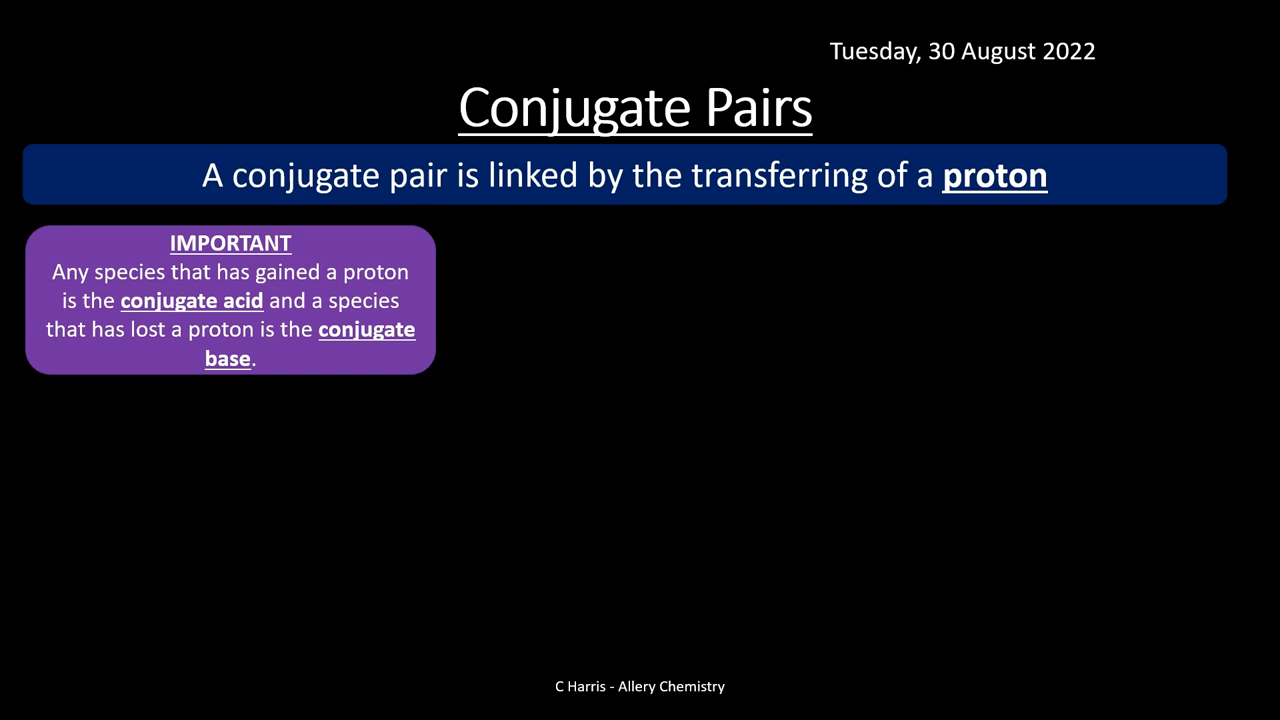 Tuesday, 30 August 2022
Conjugate Pairs
A conjugate pair is linked by the transferring of a proton
IMPORTANT
Any species that has gained a proton
is the conjugate acid and a species
that has lost a proton is the conjugate
base.
C Harris - Allery Chemistry